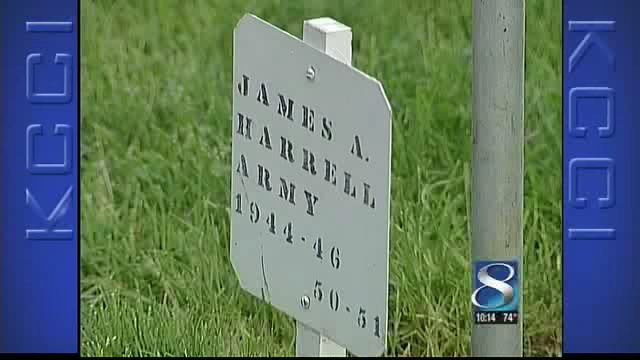 KCCI
JAMES A.
HARRELL
ARMY
1944-46
50-51
KCCI
8
10:14 74°